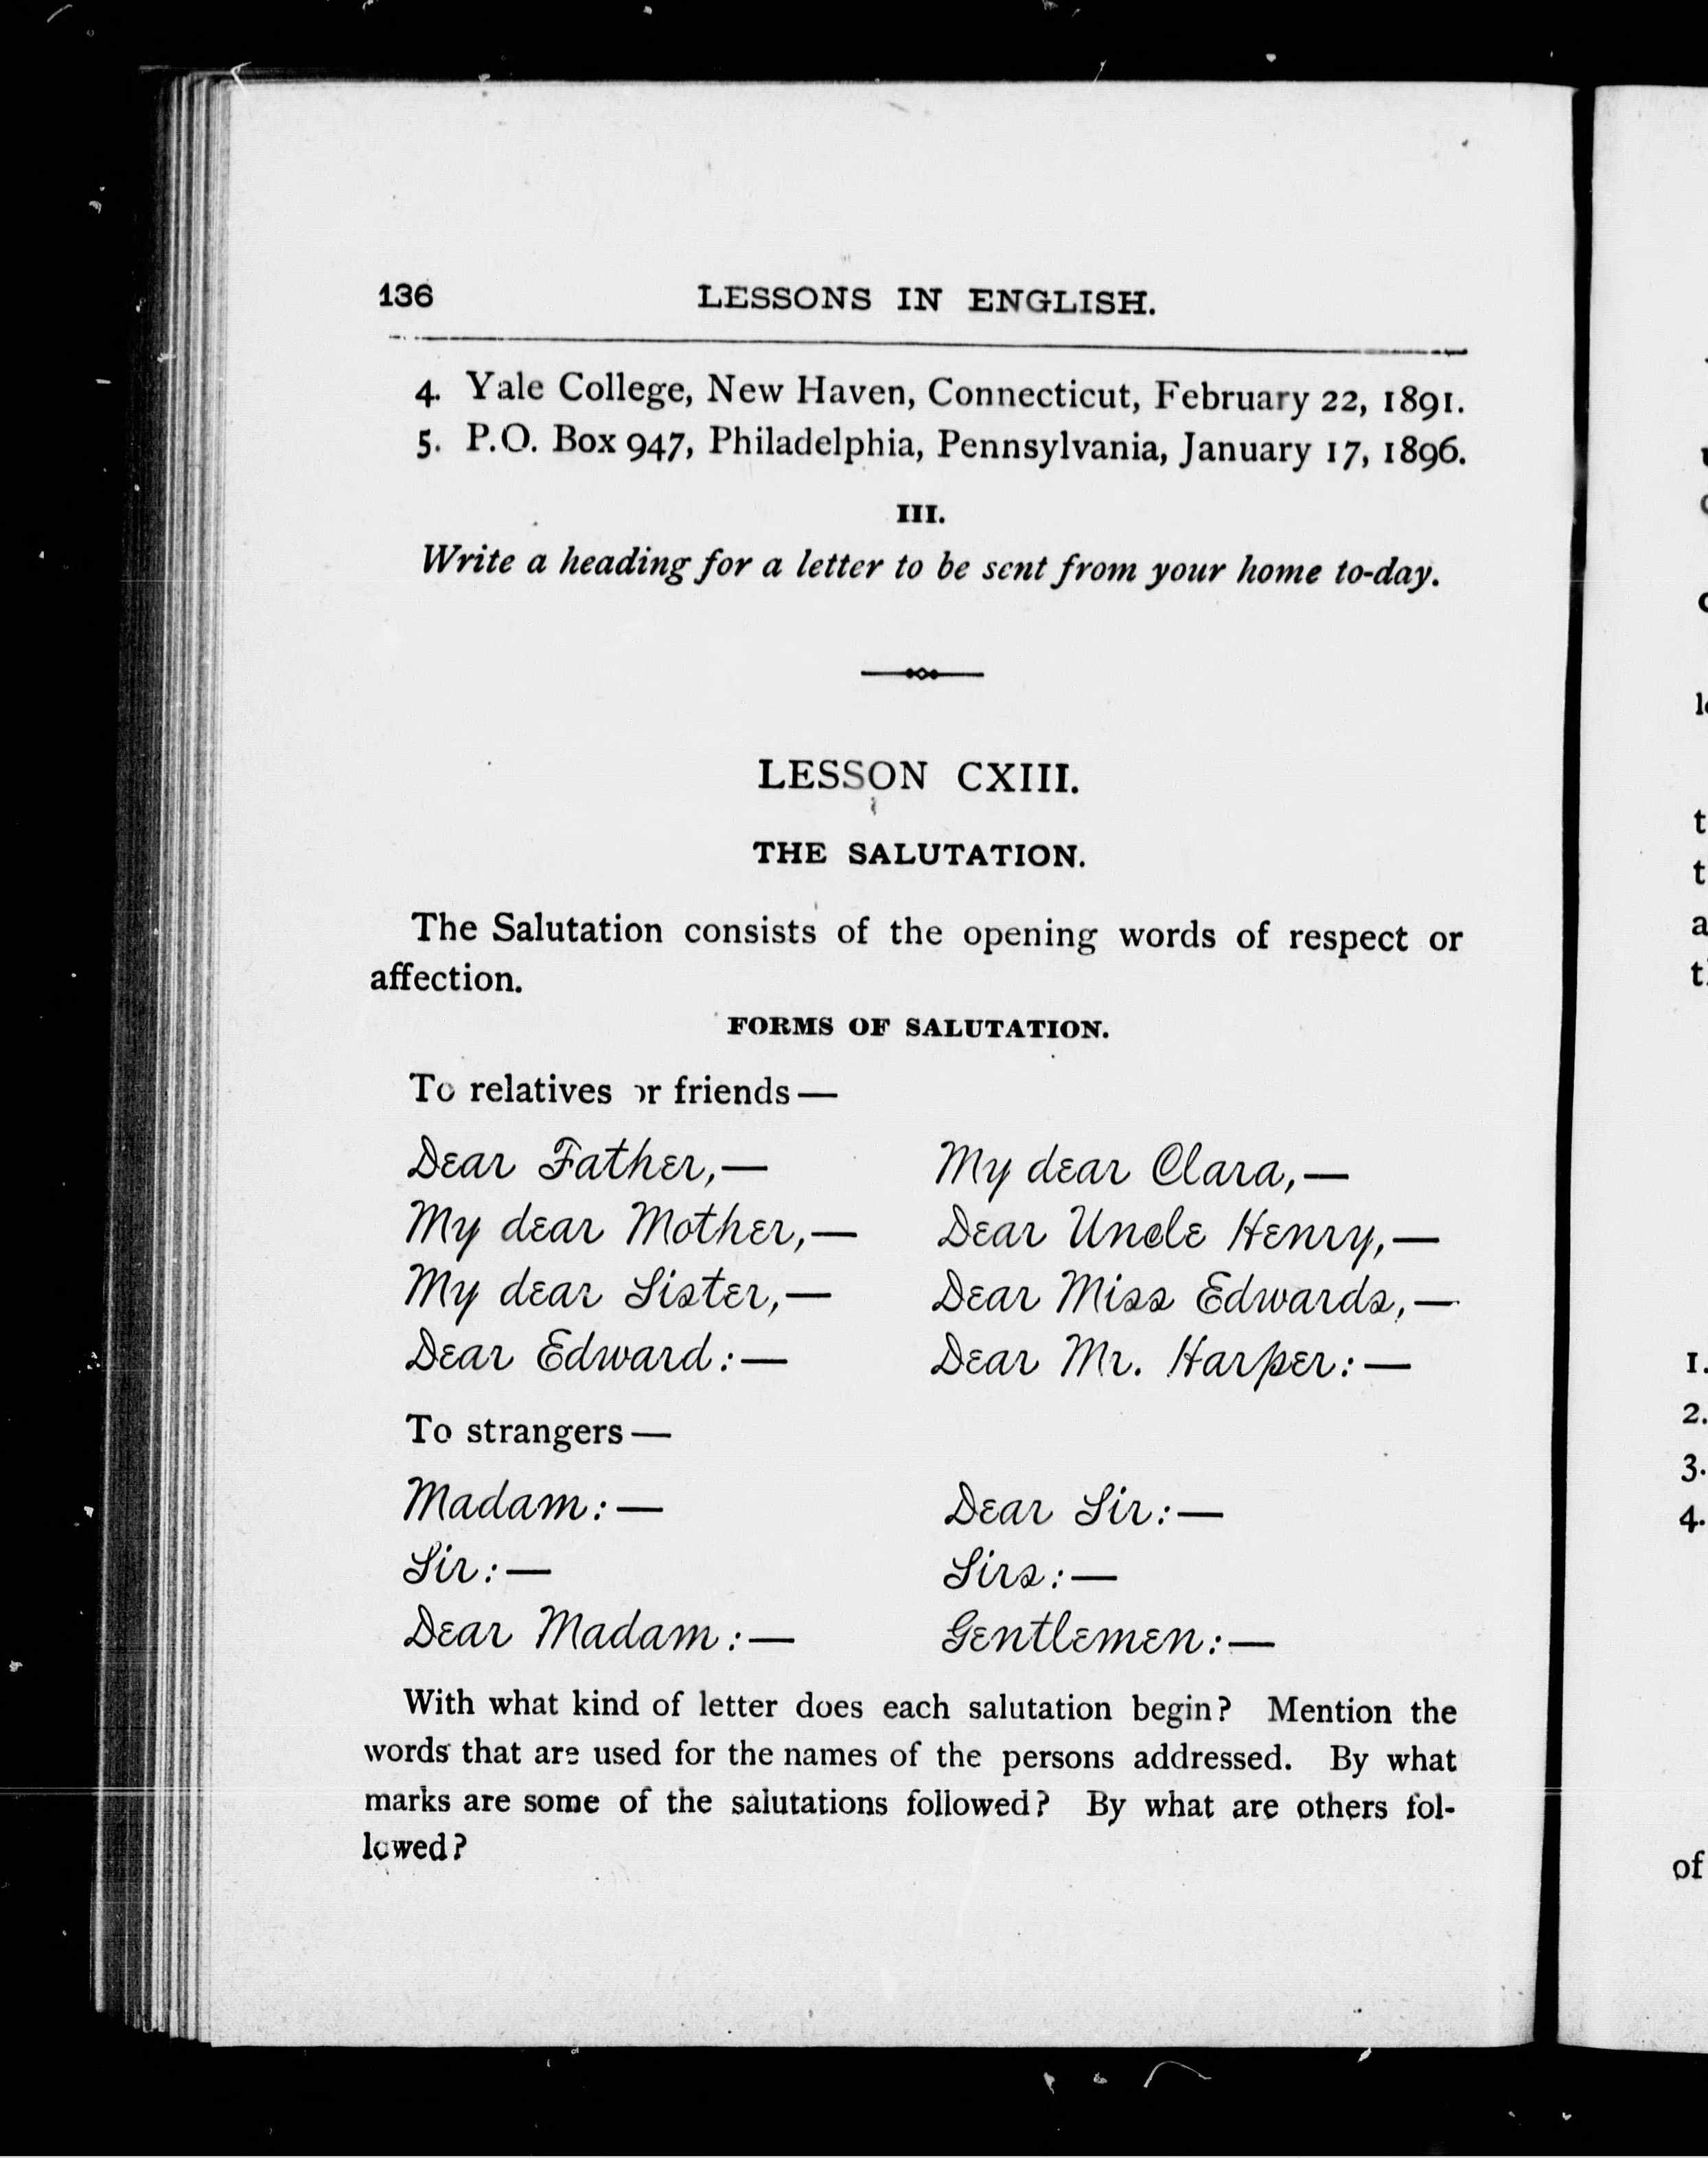 136 LESSONS IN ENGLISH.
4. Yale College, New Haven, Connecticut, February 22, 1891.
5. P.O. Box 947, Philadelphia, Pennsylvania, January 17, 1896.
III.
Write a heading for a letter to be sent from your home to-day.
LESSON CXIII.
THE SALUTATION.
The Salutation consists of the opening words of respect or
affection.
FORMS OF SALUTATION.
To relatives or friends—
Dear Father,— My dear Clara,—
My dear Mother,— Dear Uncle Henry,—
My dear Sister,— Dear Miss Edwards,—
Dear Edward:— Dear Mr. Harper:—
To strangers—
Madam:— Dear Sir:—
Sir:— Sirs:—
Dear Madam:— Gentlemen:—
With what kind of letter does each salutation begin? Mention the
words that are used for the names of the persons addressed. By what
marks are some of the salutations followed? By what are others fol-
lowed?
1.
2.
3.
4.
of